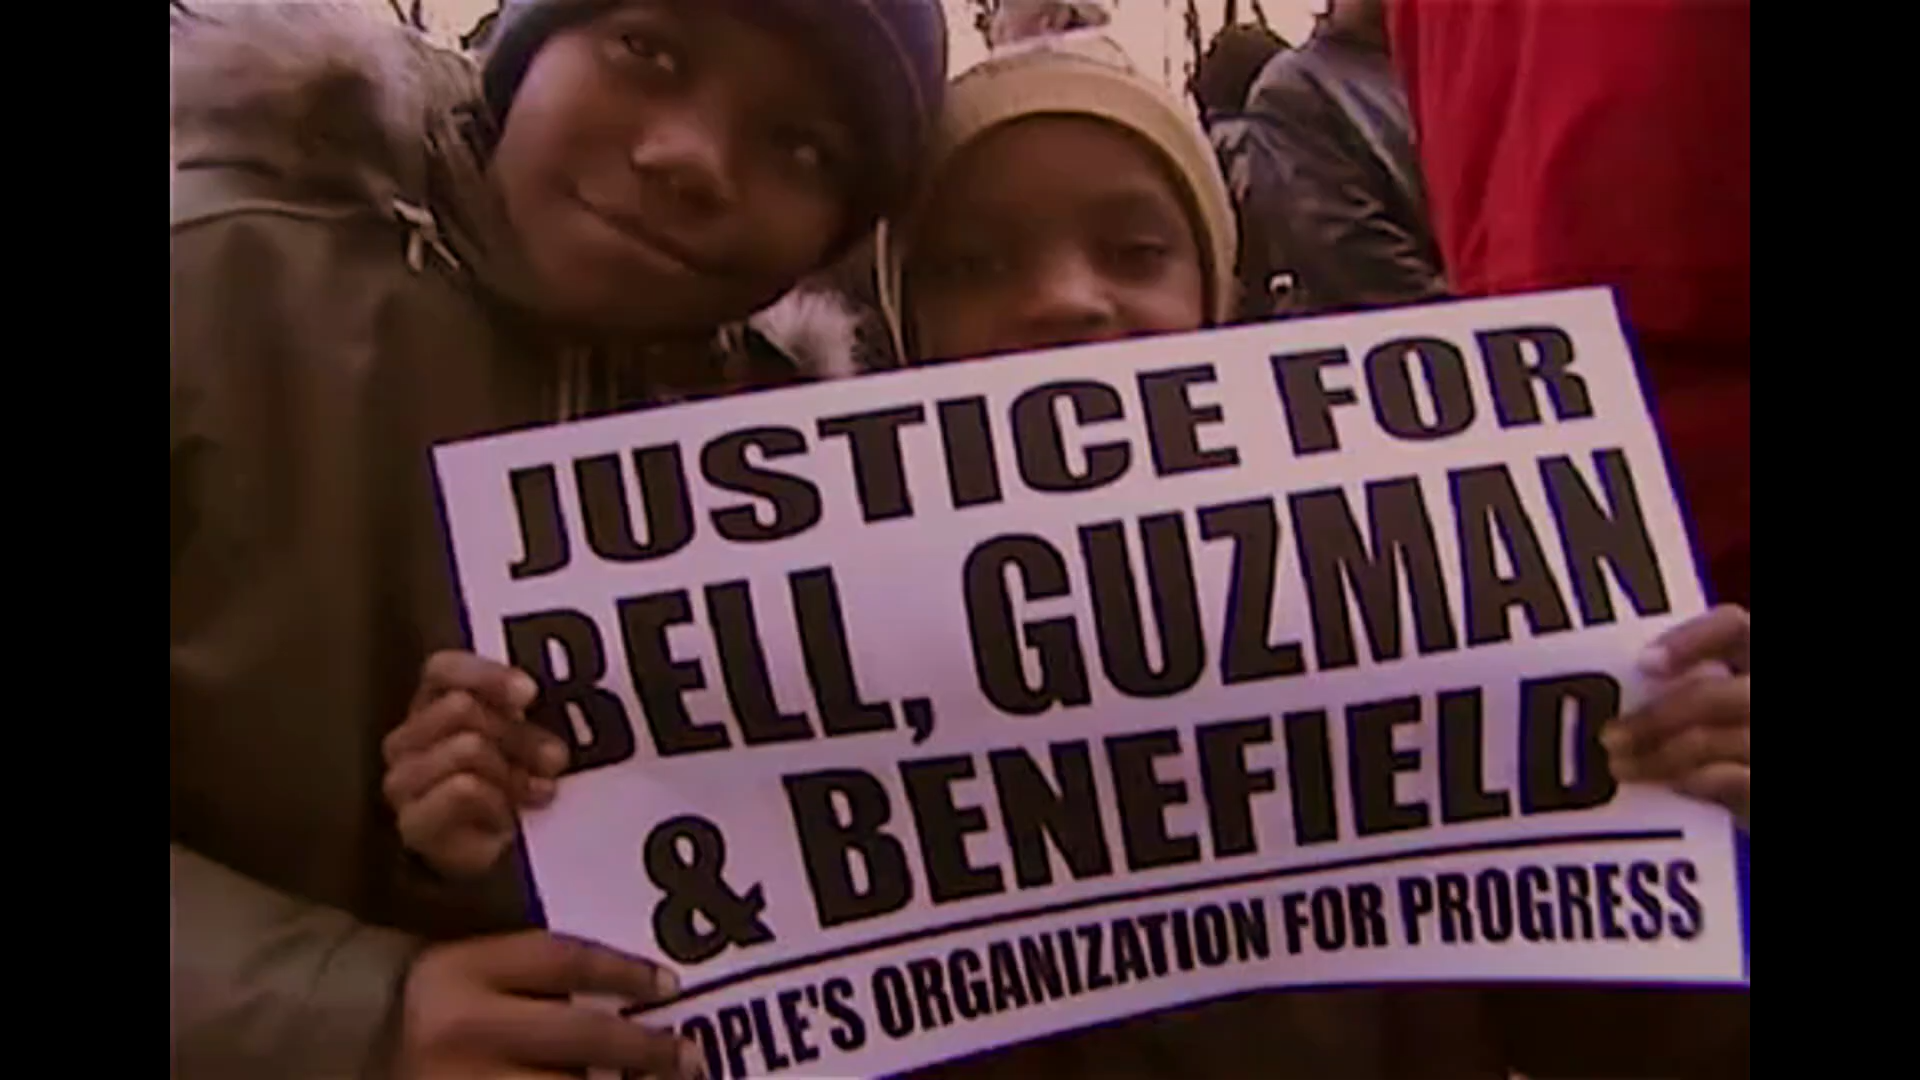 JUSTICE FOR
BELL, GUZMAN
& BENEFIELD
ORGANIZATION FOR PROGRESS